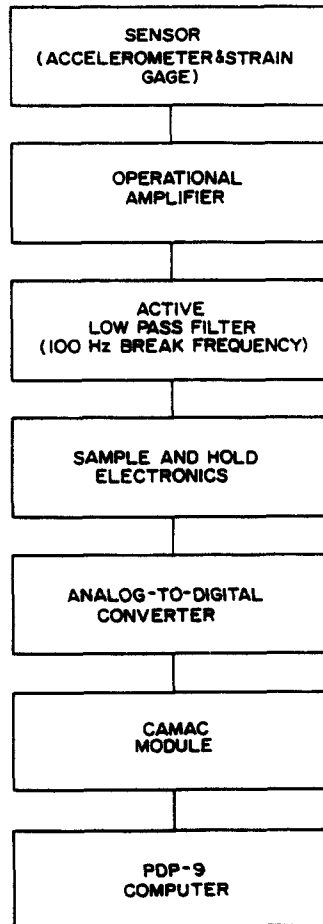 SENSOR
(ACCELEROMETER&STRAIN
GAGE)
OPERATIONAL
AMPLIFIER
ACTIVE
LOW PASS FILTER
(100 Hz BREAK FREQUENCY)
SAMPLE AND HOLD
ELECTRONICS
ANALOG-TO-DIGITAL
CONVERTER
CAMAC
MODULE
PDP-9
COMPUTER